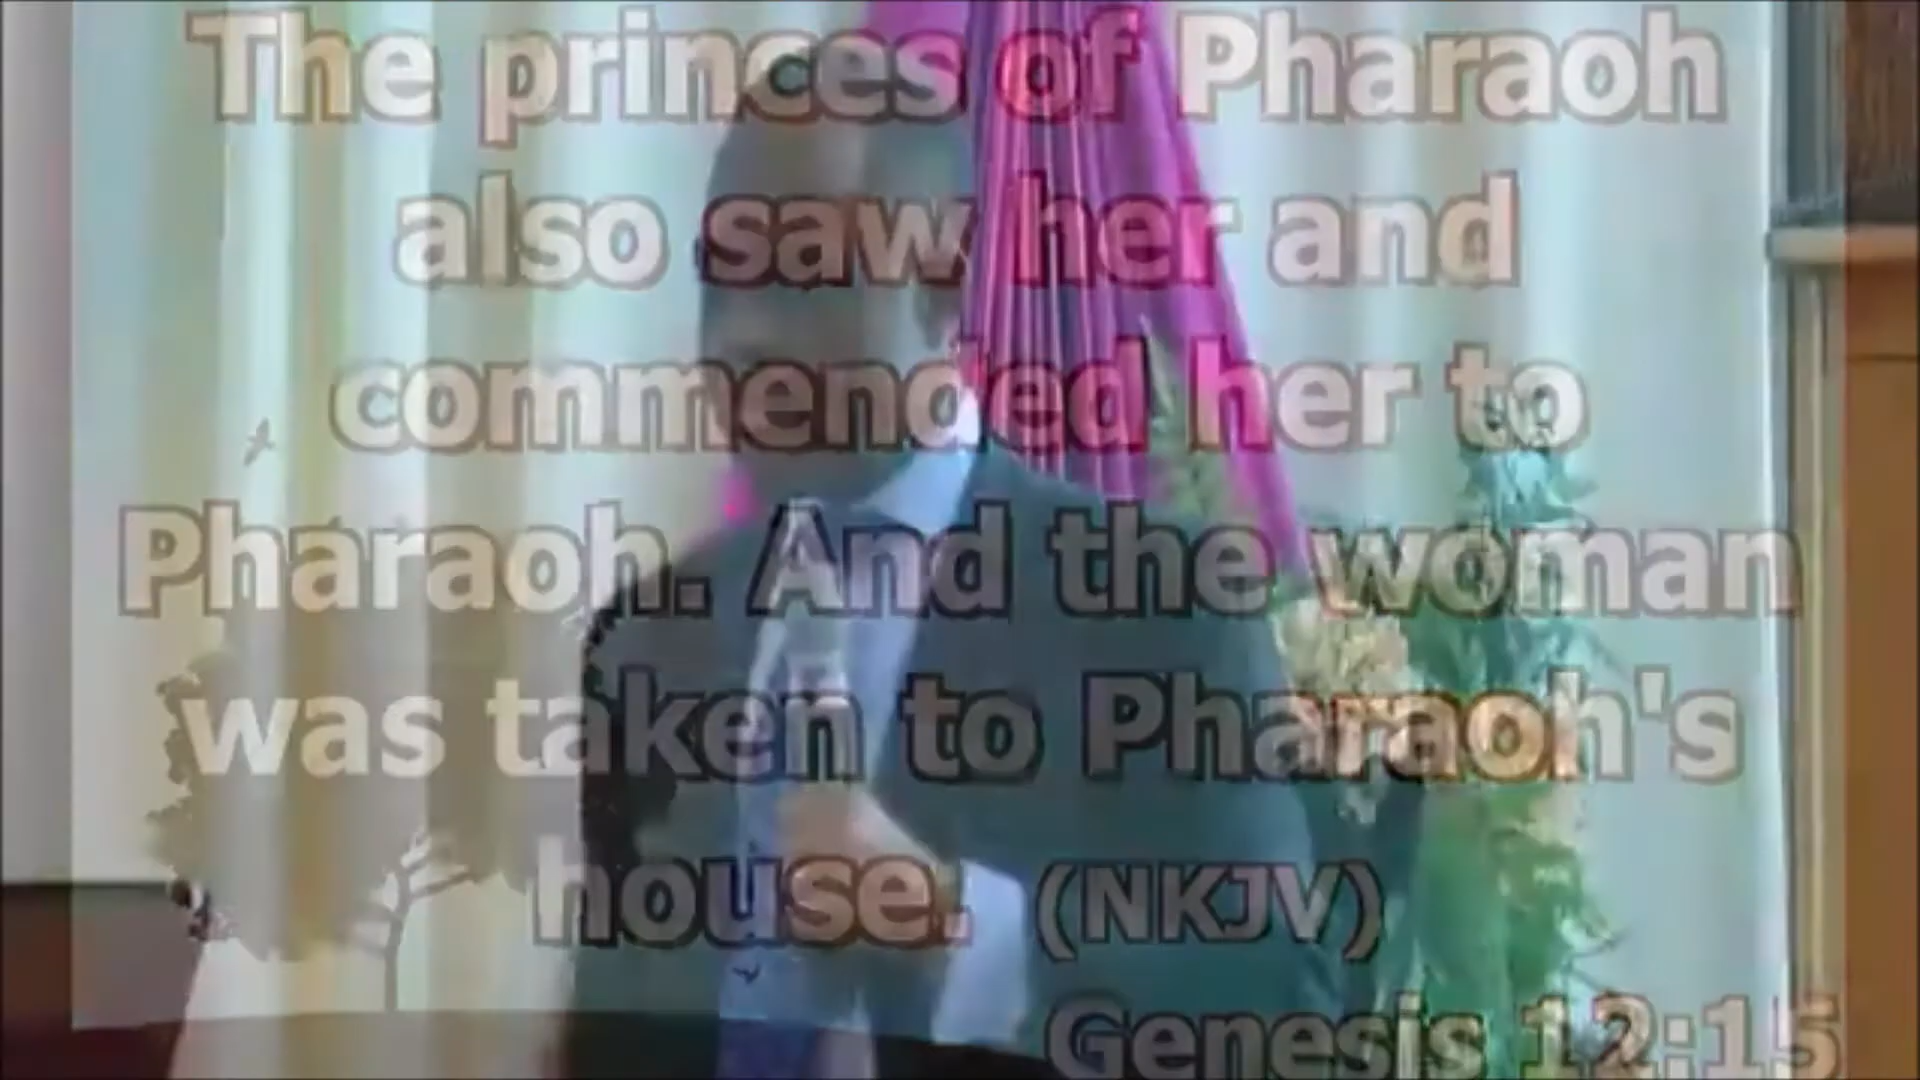 The princes of Pharaoh
also saw her and
commended her to
Pharaoh. And the woman
was taken to Pharaoh's
house. (NKJV)
Genesis 12:15